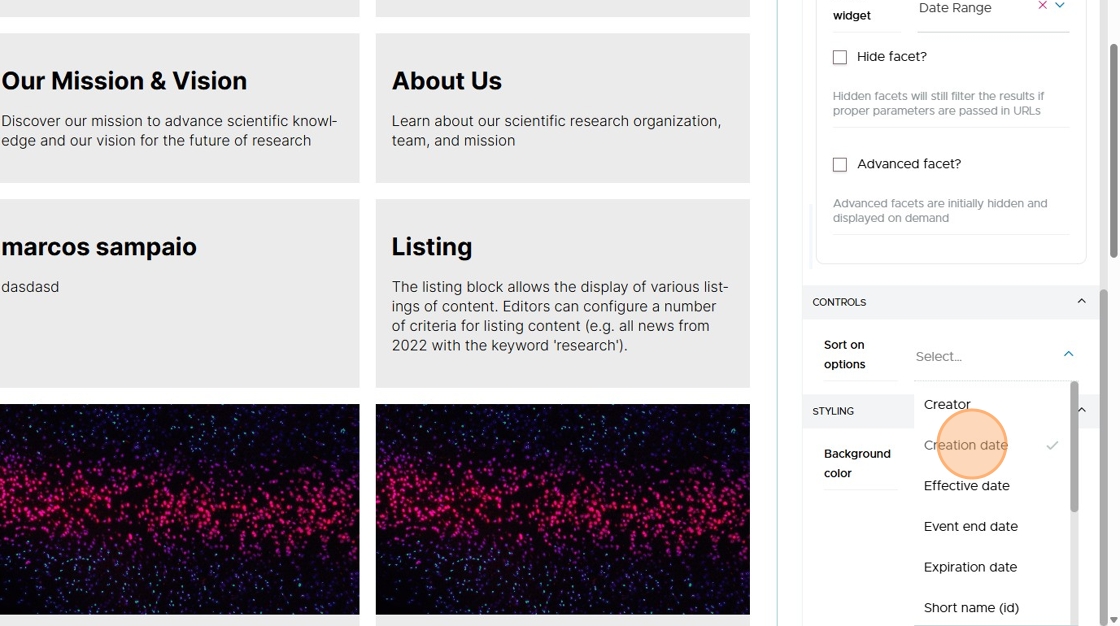 Our Mission & Vision
Discover our mission to advance scientific knowl-
edge and our vision for the future of research
About Us
Learn about our scientific research organization,
team, and mission
marcos sampaio
dasdasd
Listing
The listing block allows the display of various list-
ings of content. Editors can configure a number
of criteria for listing content (e.g. all news from
2022 with the keyword 'research').
widget
Date Range
Hide facet?
Hidden facets will still filter the results if
proper parameters are passed in URLs
Advanced facet?
Advanced facets are initially hidden and
displayed on demand
CONTROLS
Sort on
options
Select...
Creator
Creation date
Effective date
Event end date
Expiration date
Short name (id)
STYLING
Background
color